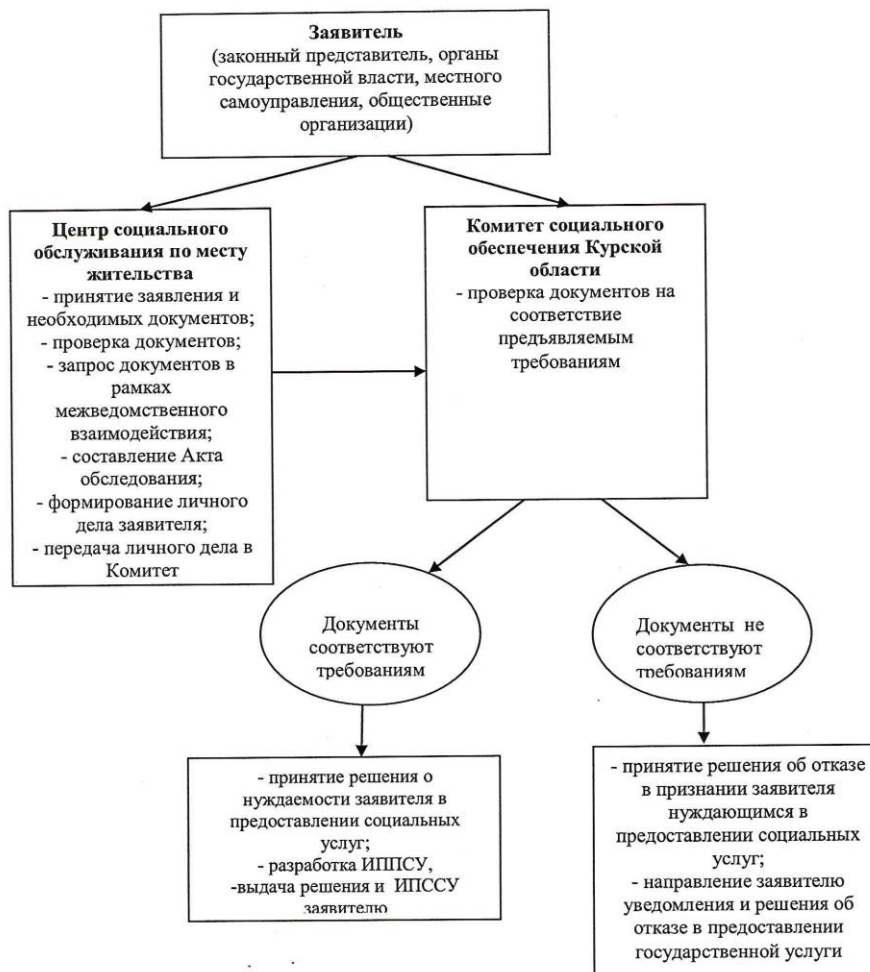 Заявитель
(законный представитель, органы
государственной власти, местного
самоуправления, общественные
организации)
Центр социального
обслуживания по месту
жительства
- принятие заявления и
необходимых документов;
- проверка документов;
- запрос документов в
рамках
межведомственного
взаимодействия;
- составление Акта
обследования;
- формирование личного
дела заявителя;
- передача личного дела в
Комитет
Комитет социального
обеспечения Курской
области
- проверка документов на
соответствие
предъявляемым
требованиям
Документы
соответствуют
требованиям
Документы не
соответствуют
требованиям
- принятие решения о
нуждаемости заявителя в
предоставлении социальных
услуг;
- разработка ИППСУ,
-выдача решения и ИПССУ
заявителю
- принятие решения об отказе
в признании заявителя
нуждающимся в
предоставлении социальных
услуг;
- направление заявителю
уведомления и решения об
отказе в предоставлении
государственной услуги